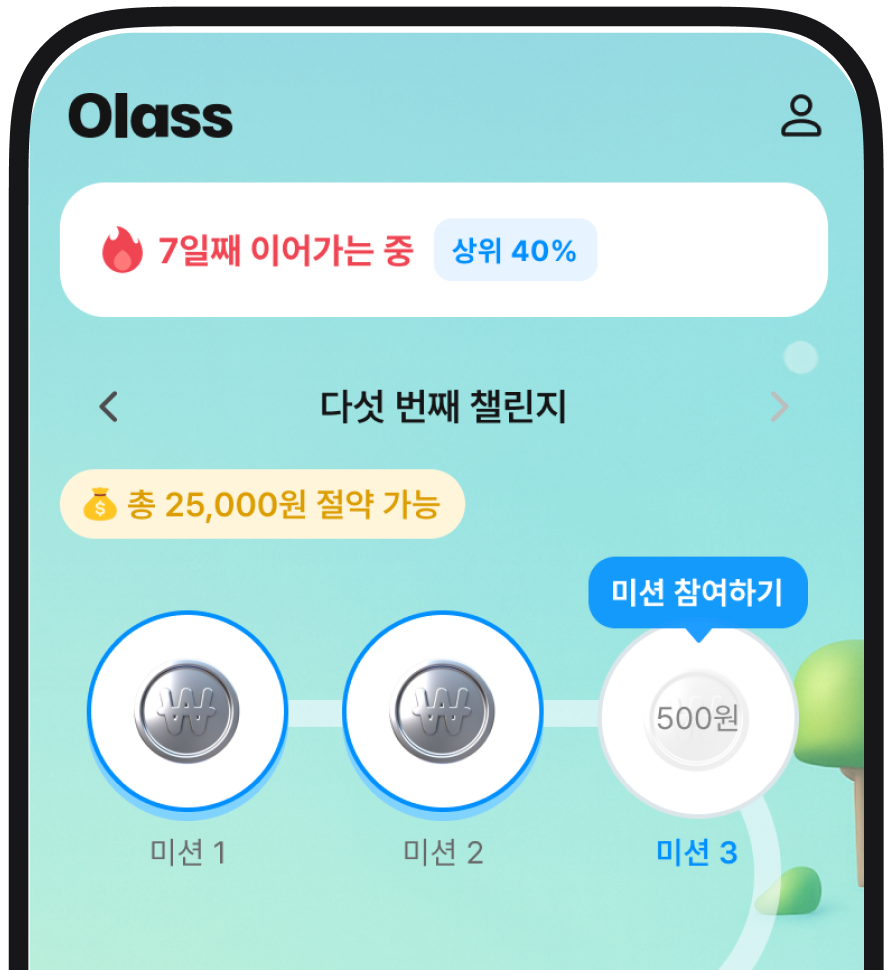 Olass
7일째 이어가는 중 상위 40%
다섯 번째 챌린지
총 25,000원 절약 가능
미션 참여하기
500원
미션 1 미션 2 미션 3